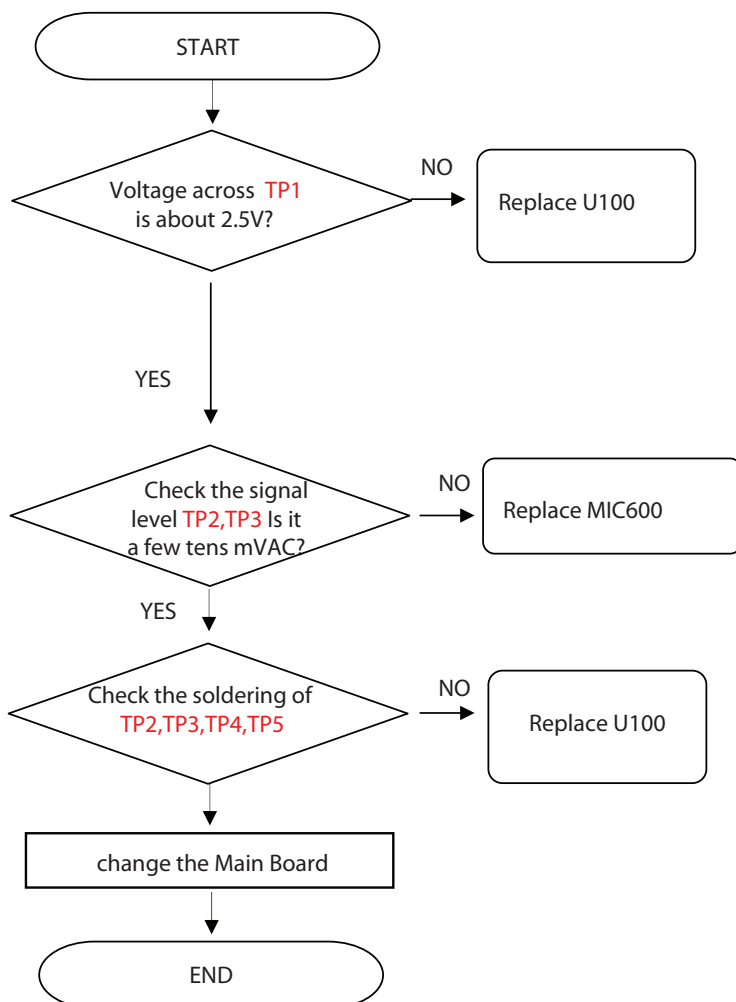 START
Voltage across TP1
is about 2.5V?
NO
Replace U100
YES
Check the signal
level TP2,TP3 Is it
a few tens mVAC?
NO
Replace MIC600
YES
Check the soldering of
TP2,TP3,TP4,TP5
NO
Replace U100
change the Main Board
END